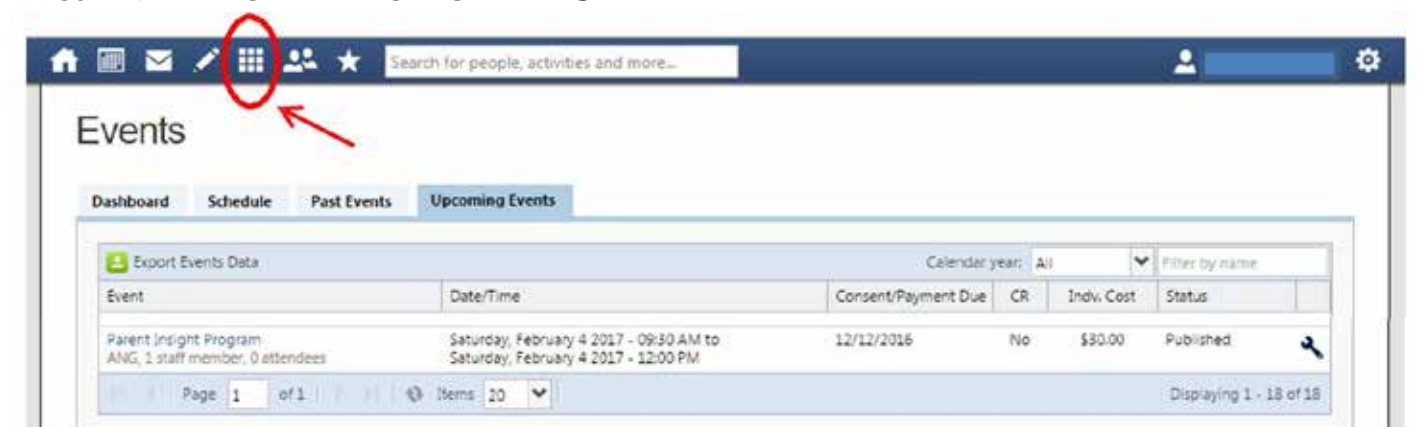 Search for people, activities and more...
Events
Dashboard Schedule Past Events Upcoming Events
Export Events Data Calendar year: All Filter by name
Event Date/Time Consent/Payment Due CR Indv. Cost Status
Parent Insight Program Saturday, February 4 2017 - 09:30 AM to 12/12/2016 No $30.00 Published
ANG, 1 staff member, 0 attendees Saturday, February 4 2017 - 12:00 PM
Page 1 of 1 Items 20 Displaying 1 - 18 of 18